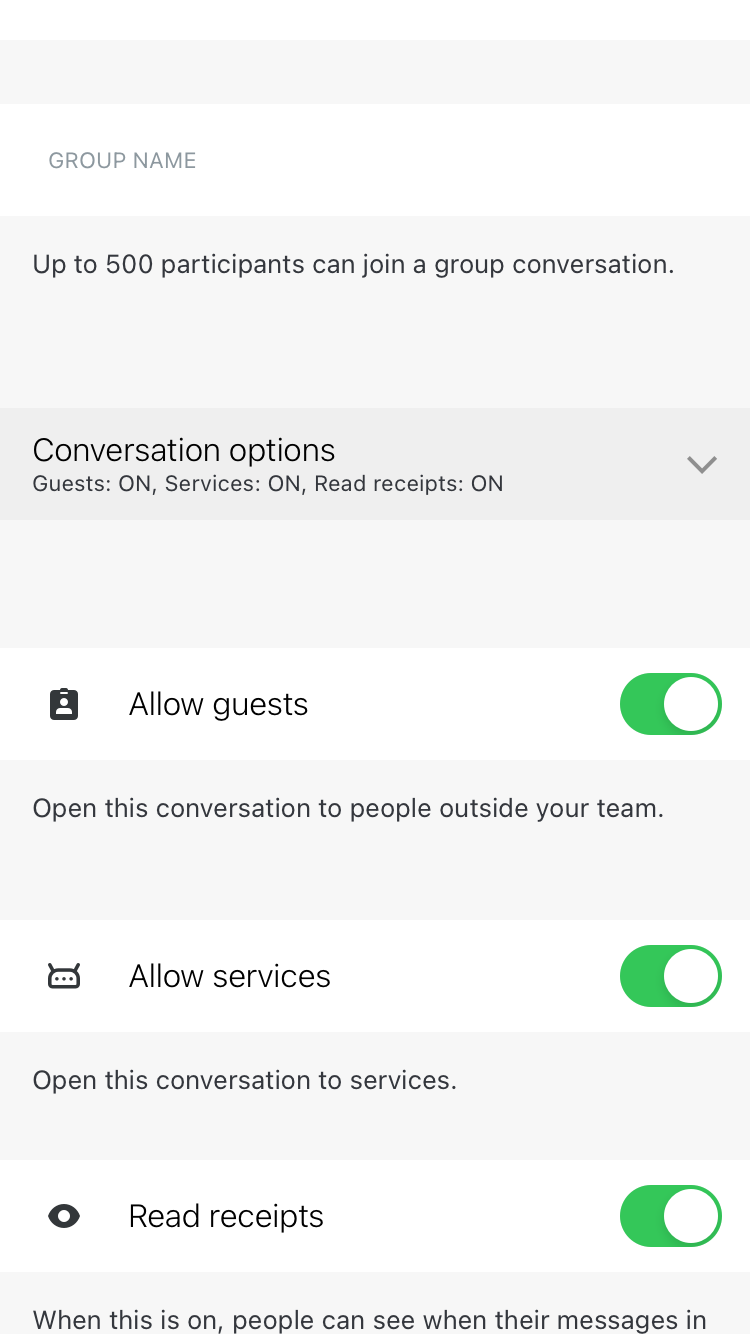 GROUP NAME
Up to 500 participants can join a group conversation.
Conversation options
Guests: ON, Services: ON, Read receipts: ON
Allow guests
Open this conversation to people outside your team.
Allow services
Open this conversation to services.
Read receipts
When this is on, people can see when their messages in